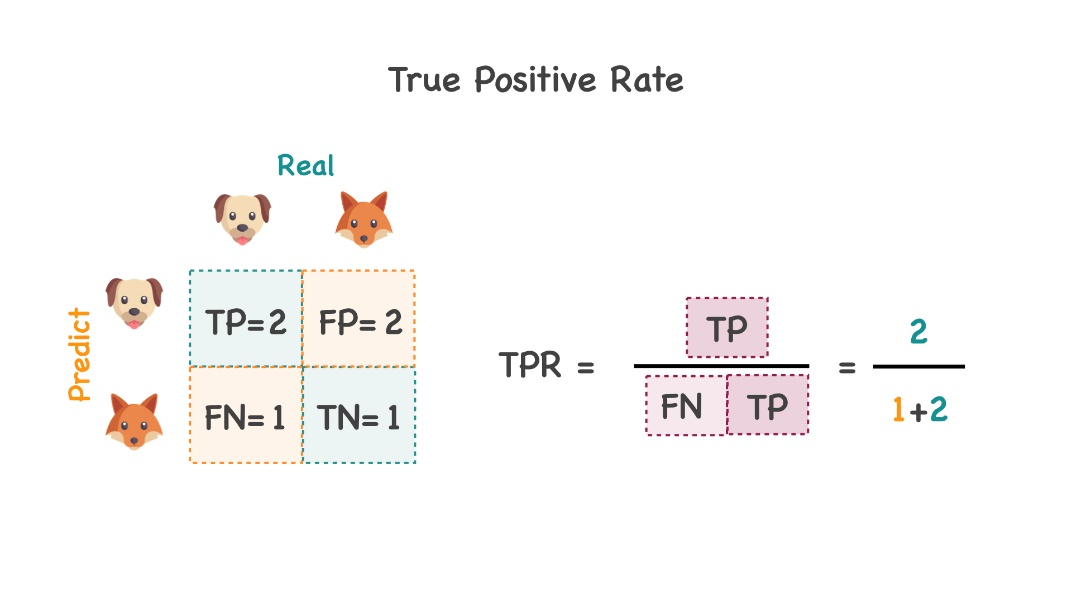 True Positive Rate
Real
Predict
TP=2 FP= 2
FN= 1 TN= 1
TPR = TP = 2
FN TP 1+2